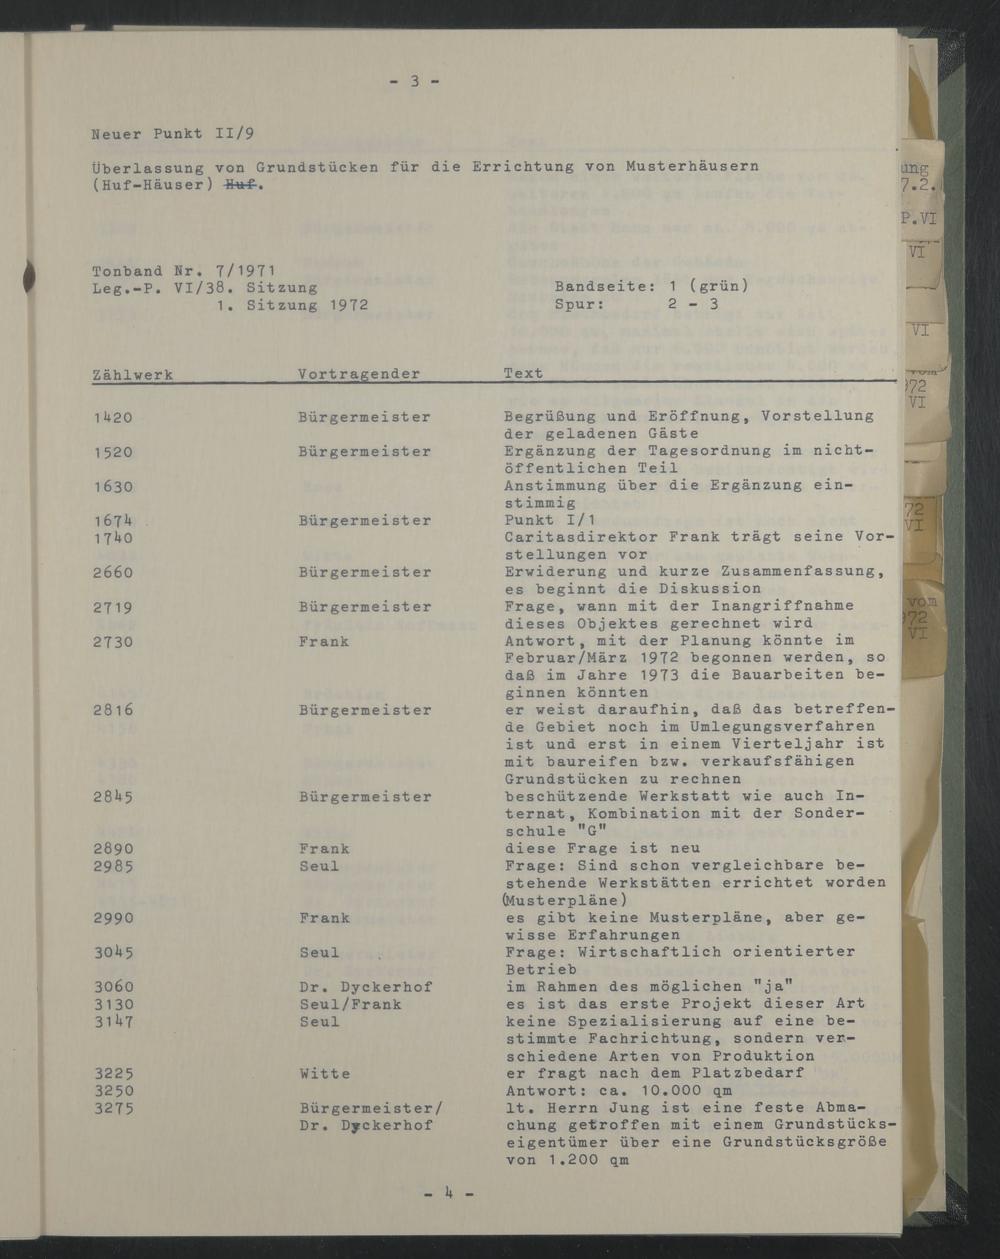 - 3 -
Neuer Punkt II/9
Überlassung von Grundstücken für die Errichtung von Musterhäusern
(Huf-Häuser) Huf.
Tonband Nr. 7/1971
Leg.-P. VI/38. Sitzung Bandseite: 1 (grün)
1. Sitzung 1972 Spur: 2 - 3
Zählwerk Vortragender Text
1420 Bürgermeister Begrüßung und Eröffnung, Vorstellung
der geladenen Gäste
1520 Bürgermeister Ergänzung der Tagesordnung im nicht-
öffentlichen Teil
1630 Anstimmung über die Ergänzung ein-
stimmig
1674 Bürgermeister Punkt I/1
1740 Caritasdirektor Frank trägt seine Vor-
stellungen vor
2660 Bürgermeister Erwiderung und kurze Zusammenfassung,
es beginnt die Diskussion
2719 Bürgermeister Frage, wann mit der Inangriffnahme
dieses Objektes gerechnet wird
2730 Frank Antwort, mit der Planung könnte im
Februar/März 1972 begonnen werden, so
daß im Jahre 1973 die Bauarbeiten be-
ginnen könnten
2816 Bürgermeister er weist daraufhin, daß das betreffen-
de Gebiet noch im Umlegungsverfahren
ist und erst in einem Vierteljahr ist
mit baureifen bzw. verkaufsfähigen
Grundstücken zu rechnen
2845 Bürgermeister beschützende Werkstatt wie auch In-
ternat, Kombination mit der Sonder-
schule "G"
2890 Frank diese Frage ist neu
2985 Seul Frage: Sind schon vergleichbare be-
stehende Werkstätten errichtet worden
(Musterpläne)
2990 Frank es gibt keine Musterpläne, aber ge-
wisse Erfahrungen
3045 Seul Frage: Wirtschaftlich orientierter
Betrieb
3060 Dr. Dyckerhof im Rahmen des möglichen "ja"
3130 Seul/Frank es ist das erste Projekt dieser Art
3147 Seul keine Spezialisierung auf eine be-
stimmte Fachrichtung, sondern ver-
schiedene Arten von Produktion
3225 Witte er fragt nach dem Platzbedarf
3250 Antwort: ca. 10.000 qm
3275 Bürgermeister/ lt. Herrn Jung ist eine feste Abma-
Dr. Dyckerhof chung getroffen mit einem Grundstücks-
eigentümer über eine Grundstücksgröße
von 1.200 qm
- 4 -
ung
7.2.
P.VI
VI
VI
972
VI
72
VI
vom
972
VI